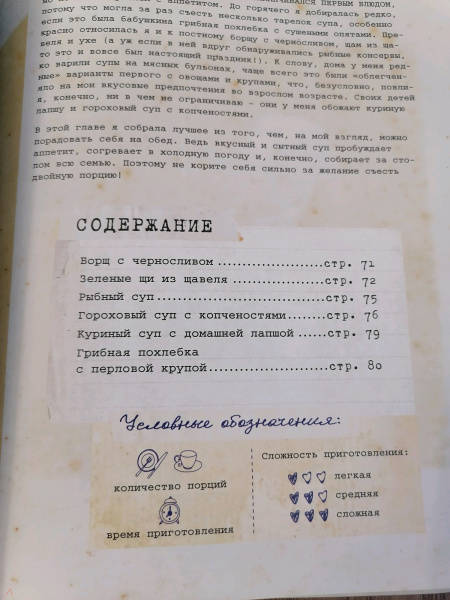 потому что могла за раз съесть несколько тарелок супа, особенно
если это была бабушкина грибная похлебка с сушеными опятами. Пре-
красно относилась я и к постному борщу с черносливом, щам из ща-
веля и ухе (а уж если в ней вдруг обнаруживались рыбные консервы,
то это и вовсе был настоящий праздник!). К слову, дома у меня ред-
ко варили супы на мясных бульонах, чаще всего это были «облегчен-
ные» варианты первого с овощами и крупами, что, безусловно, повли-
яло на мои вкусовые предпочтения во взрослом возрасте. Своих детей
я, конечно, ни в чем не ограничиваю – они у меня обожают куриную
лапшу и гороховый суп с копченостями.
В этой главе я собрала лучшее из того, чем, на мой взгляд, можно
порадовать себя на обед. Ведь вкусный и сытный суп пробуждает
аппетит, согревает в холодную погоду и, конечно, собирает за сто-
лом всю семью. Поэтому не корите себя сильно за желание съесть
двойную порцию!
СОДЕРЖАНИЕ
Борщ с черносливом ..................стр. 71
Зеленые щи из щавеля ................стр. 72
Рыбный суп ..........................стр. 75
Гороховый суп с копченостями ........стр. 76
Куриный суп с домашней лапшой .......стр. 79
Грибная похлебка
с перловой крупой ...................стр. 80
Условные обозначения:
количество порций
время приготовления
Сложность приготовления:
легкая
средняя
сложная